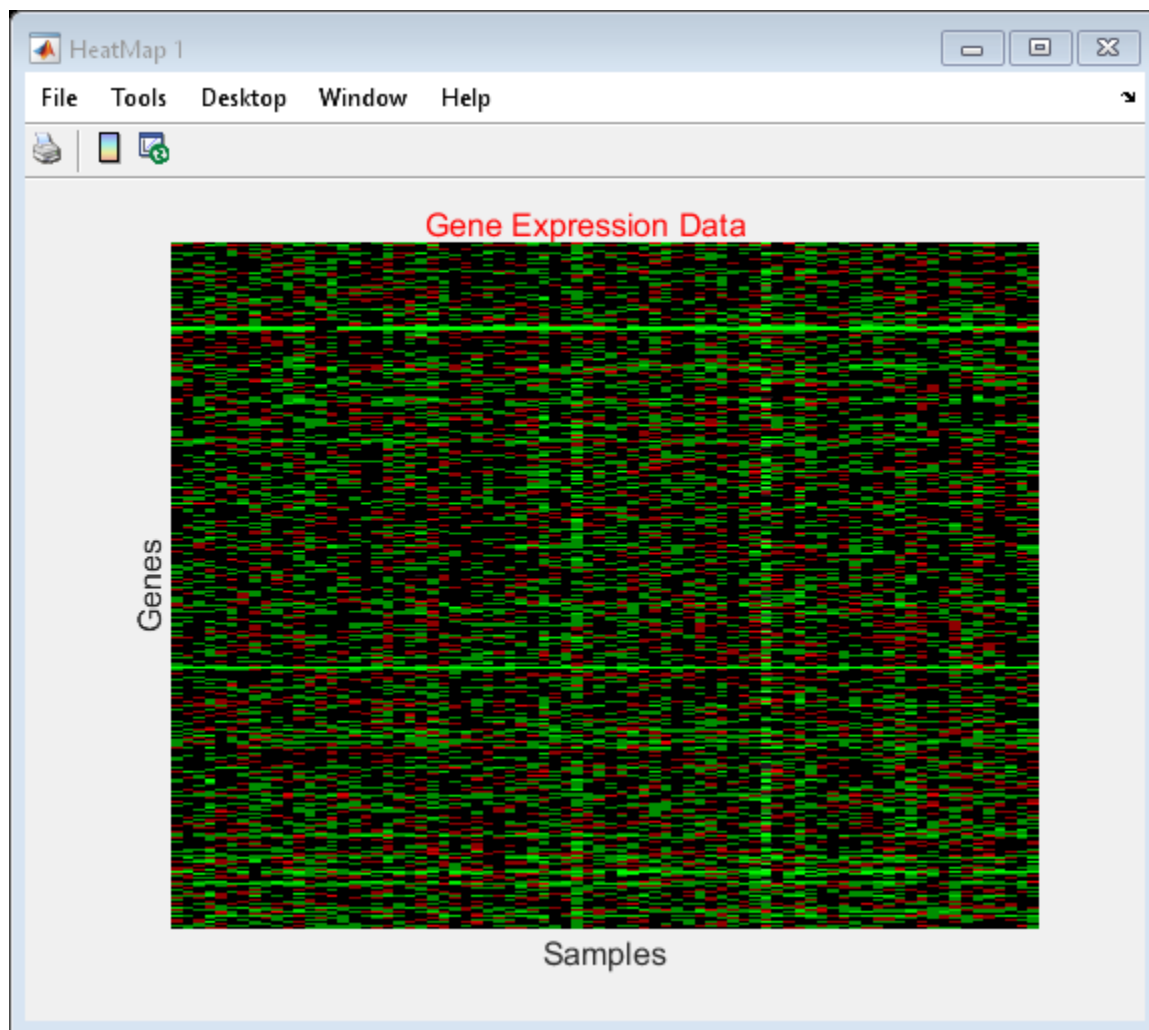 HeatMap 1
File Tools Desktop Window Help
Gene Expression Data
Genes
Samples